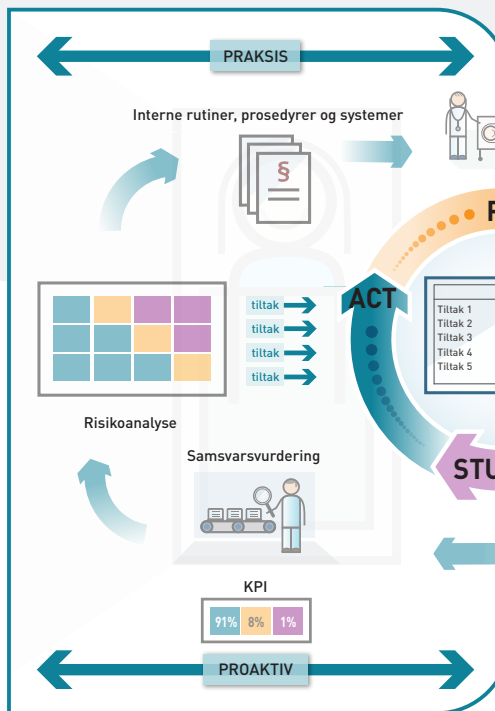 PRAKSIS
Interne rutiner, prosedyrer og systemer
§
tiltak
tiltak
tiltak
tiltak
ACT
Tiltak 1
Tiltak 2
Tiltak 3
Tiltak 4
Tiltak 5
Risikoanalyse
STU
Samsvarsvurdering
KPI
91% 8% 1%
PROAKTIV